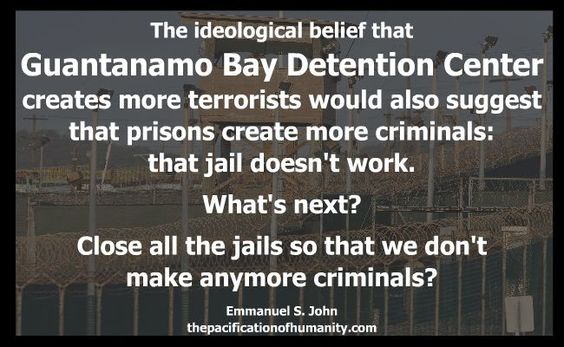 The ideological belief that
Guantanamo Bay Detention Center
creates more terrorists would also suggest
that prisons create more criminals:
that jail doesn't work.
What's next?
Close all the jails so that we don't
make anymore criminals?
Emmanuel S. John
thepacificationofhumanity.com